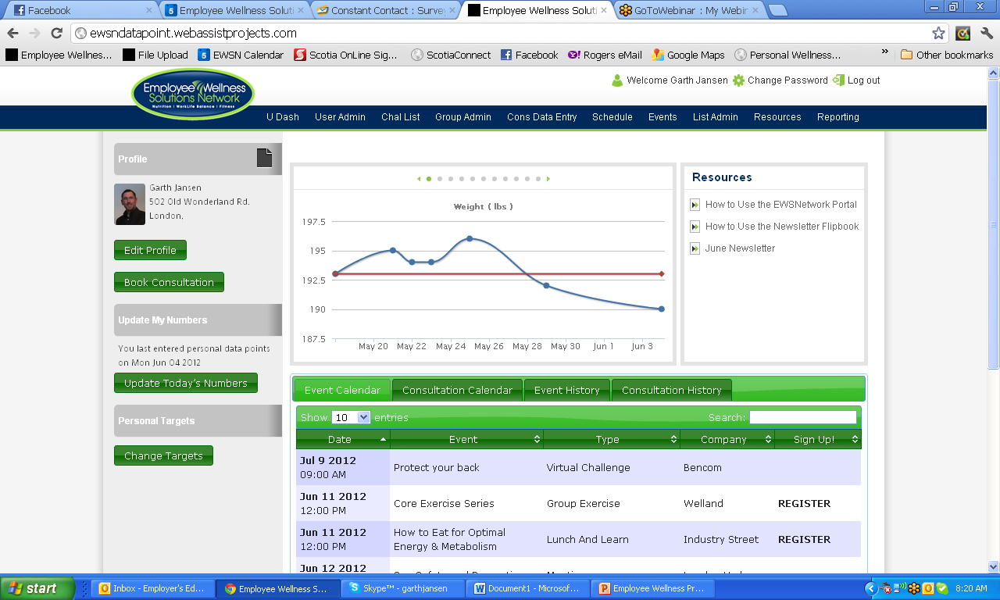 Facebook
Employee Wellness Soluti
Constant Contact : Survey
Employee Wellness Soluti
GoToWebinar : My Webin
ewsndatapoint.webassistprojects.com
Employee Wellnes...
File Upload
5 EWSN Calendar
Scotia OnLine Sig...
ScotiaConnect
Facebook
Rogers eMail
Google Maps
Personal Wellness...
Other bookmarks
Employee Wellness
Solutions Network
Nutrition | Work/Life Balance | Fitness
Welcome Garth Jansen
Change Password
Log out
U Dash User Admin Chal List Group Admin Cons Data Entry Schedule Events List Admin Resources Reporting
Profile
Garth Jansen
502 Old Wonderland Rd.
London,
Edit Profile
Book Consultation
Update My Numbers
You last entered personal data points
on Mon Jun 04 2012
Update Today's Numbers
Personal Targets
Change Targets
Weight ( lbs )
197.5
195
192.5
190
187.5
May 20 May 22 May 24 May 26 May 28 May 30 Jun 1 Jun 3
Resources
How to Use the EWSNetwork Portal
How to Use the Newsletter Flipbook
June Newsletter
Event Calendar Consultation Calendar Event History Consultation History
Show 10 entries Search:
Date Event Type Company Sign Up!
Jul 9 2012
09:00 AM
Protect your back Virtual Challenge Bencom
Jun 11 2012
12:00 PM
Core Exercise Series Group Exercise Welland REGISTER
Jun 11 2012
12:00 PM
How to Eat for Optimal
Energy & Metabolism
Lunch And Learn Industry Street REGISTER
Jun 12 2012
start
Inbox - Employer's Ed...
Employee Wellness S...
Skype™ - garthjansen
Document1 - Microsof...
Employee Wellness Pr...
8:20 AM